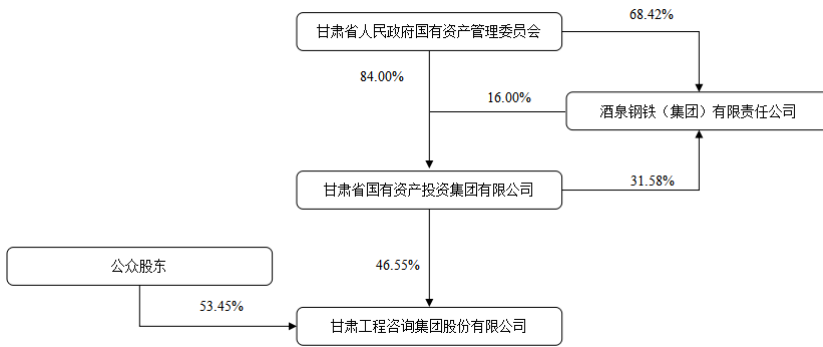 甘肃省人民政府国有资产管理委员会
68.42%
84.00%
16.00%
酒泉钢铁（集团）有限责任公司
甘肃省国有资产投资集团有限公司
31.58%
公众股东
46.55%
53.45%
甘肃工程咨询集团股份有限公司